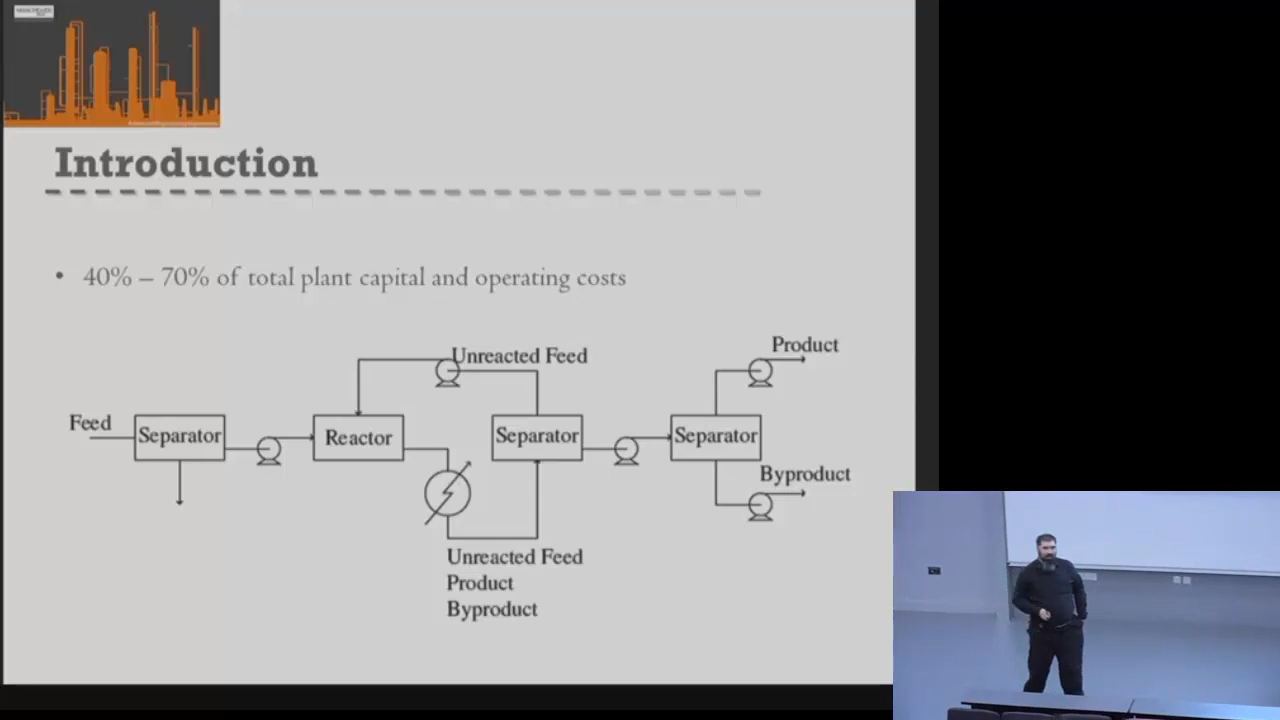 Introduction
• 40% – 70% of total plant capital and operating costs
Product
Unreacted Feed
Feed
Separator
Reactor
Separator
Separator
Byproduct
Unreacted Feed
Product
Byproduct